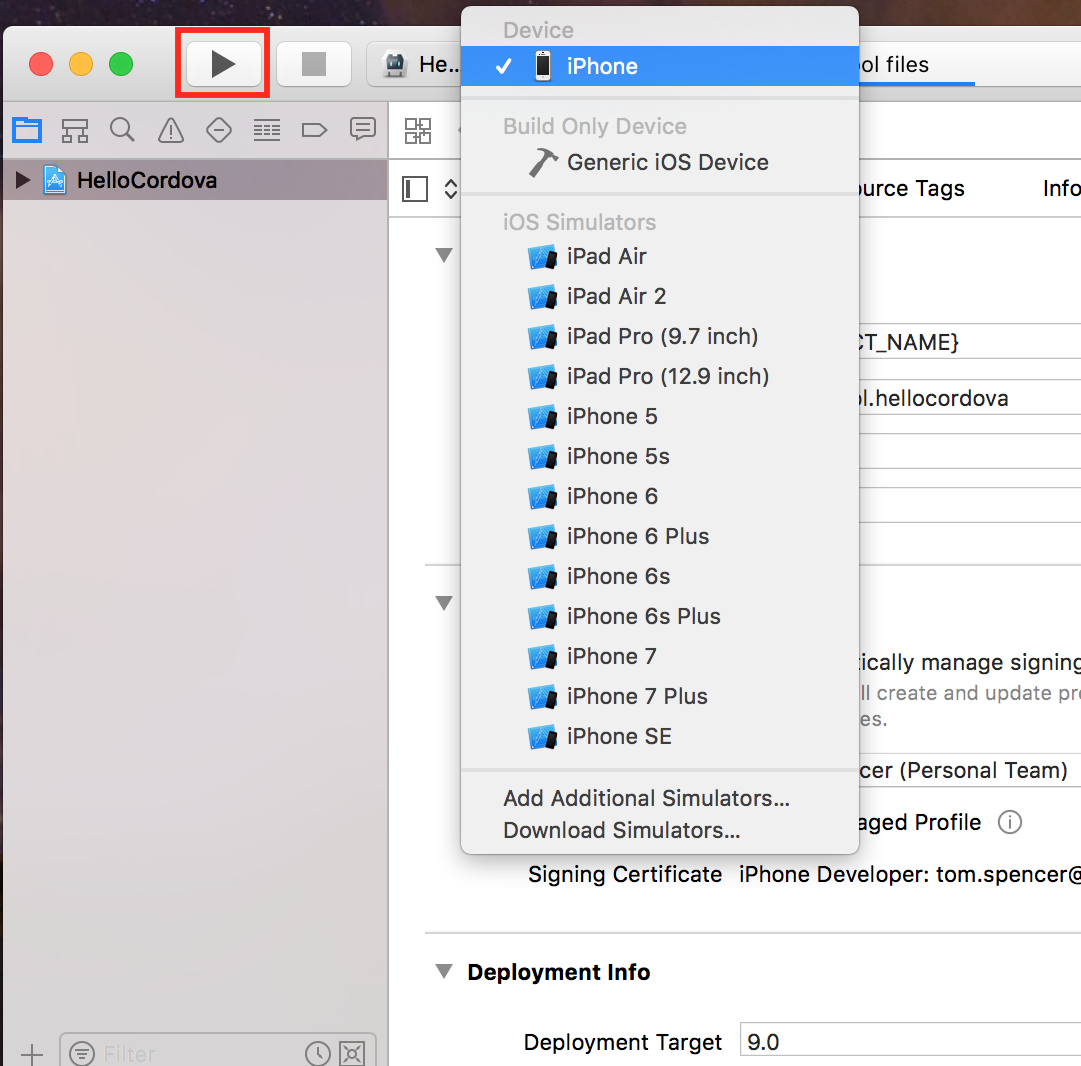 Device
He...
iPhone
ol files
Build Only Device
Generic iOS Device
HelloCordova
urce Tags
Info
iOS Simulators
iPad Air
iPad Air 2
iPad Pro (9.7 inch)
CT_NAME}
iPad Pro (12.9 inch)
ol.hellocordova
iPhone 5
iPhone 5s
iPhone 6
iPhone 6 Plus
iPhone 6s
iPhone 6s Plus
iPhone 7
tically manage signing
iPhone 7 Plus
ll create and update pro
es.
iPhone SE
cer (Personal Team)
Add Additional Simulators...
aged Profile
Download Simulators...
Signing Certificate iPhone Developer: tom.spencer@
Deployment Info
Deployment Target 9.0
Filter